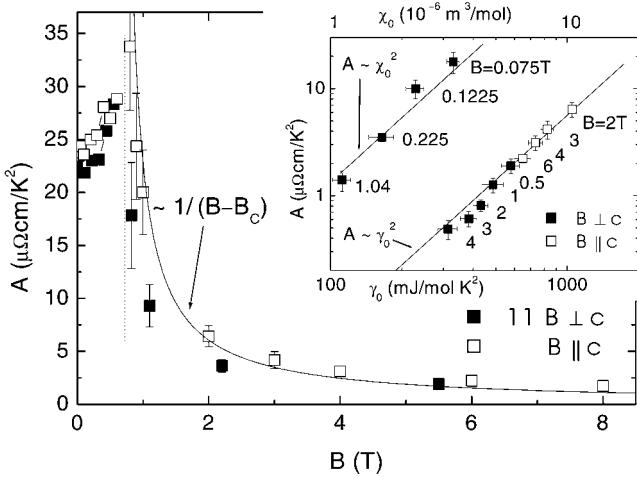 χ₀ (10⁻⁶ m³/mol)
1
10
A ~ χ₀²
B=0.075T
0.1225
0.225
1.04
B=2T
3
4
6
0.5
1
2
3
4
A ~ γ₀²
B ⊥ c
B || c
10
1
A (μΩcm/K²)
100
1000
γ₀ (mJ/mol K²)
35
30
25
20
15
10
5
0
A (μΩcm/K²)
~ 1/(B−B_C)
11 B ⊥ c
B || c
0
2
4
6
8
B (T)